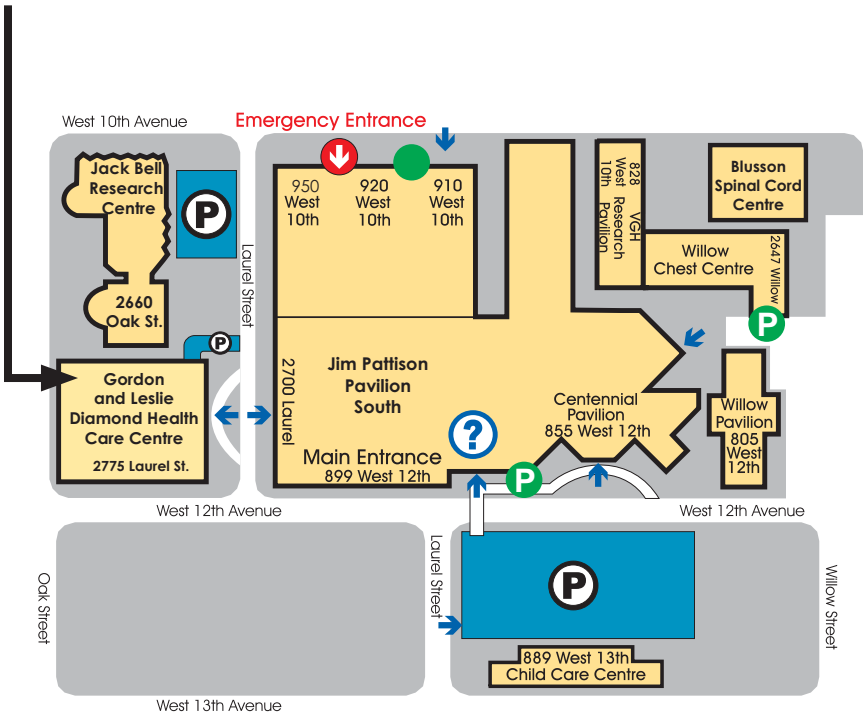 West 10th Avenue
Emergency Entrance
Jack Bell
Research
Centre
P
950
West
10th
920
West
10th
910
West
10th
828
West
10th
VGH
Research
Pavilion
Blusson
Spinal Cord
Centre
Willow
Chest Centre
2647 Willow
P
Laurel Street
2660
Oak St.
P
Gordon
and Leslie
Diamond Health
Care Centre
2775 Laurel St.
2700 Laurel
Jim Pattison
Pavilion
South
?
Main Entrance
899 West 12th
P
Centennial
Pavilion
855 West 12th
Willow
Pavilion
805
West
12th
West 12th Avenue
West 12th Avenue
Oak Street
Laurel Street
P
Willow Street
889 West 13th
Child Care Centre
West 13th Avenue